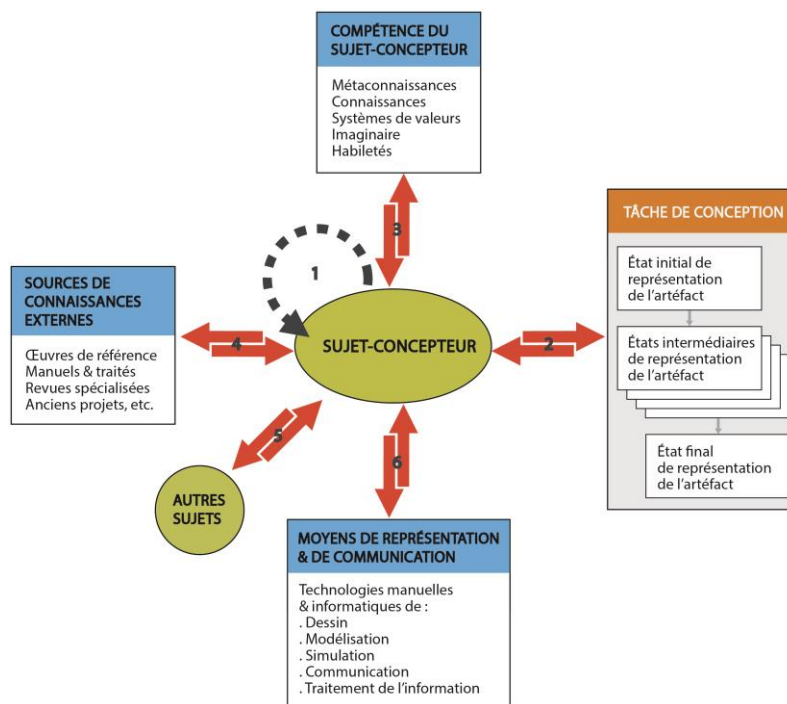 COMPÉTENCE DU
SUJET-CONCEPTEUR
Métaconnaissances
Connaissances
Systèmes de valeurs
Imaginaire
Habiletés
3
TÂCHE DE CONCEPTION
État initial de
représentation
de l'artéfact
États intermédiaires
de représentation
de l'artéfact
État final
de représentation
de l'artéfact
1
SOURCES DE
CONNAISSANCES
EXTERNES
Œuvres de référence
Manuels & traités
Revues spécialisées
Anciens projets, etc.
4
SUJET-CONCEPTEUR
2
5
6
AUTRES
SUJETS
MOYENS DE REPRÉSENTATION
& DE COMMUNICATION
Technologies manuelles
& informatiques de :
. Dessin
. Modélisation
. Simulation
. Communication
. Traitement de l'information